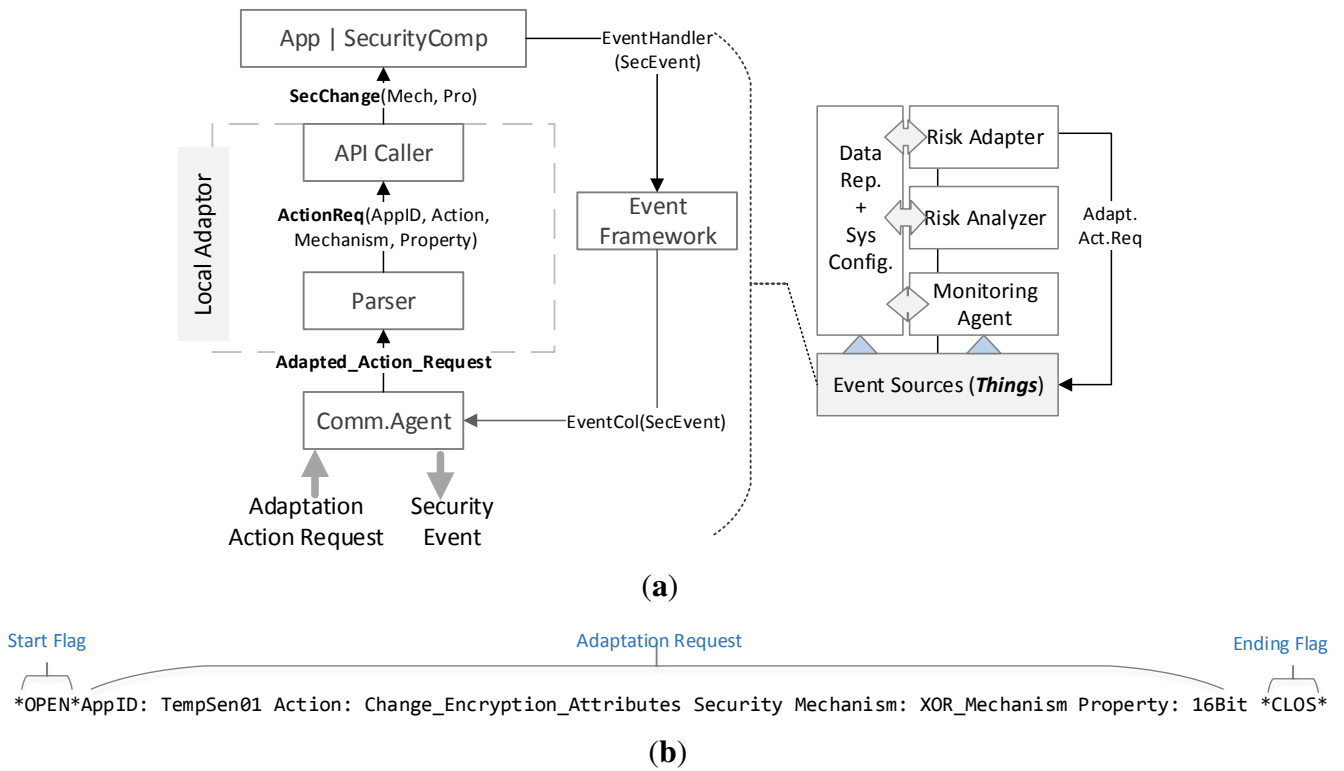 App | SecurityComp
EventHandler
(SecEvent)
SecChange(Mech, Pro)
Local Adaptor
API Caller
ActionReq(AppID, Action,
Mechanism, Property)
Parser
Adapted_Action_Request
Comm.Agent
Event
Framework
EventCol(SecEvent)
Adaptation
Action Request
Security
Event
Data
Rep.
+
Sys
Config.
Risk Adapter
Risk Analyzer
Monitoring
Agent
Adapt.
Act.Req
Event Sources (Things)
(a)
Start Flag
Adaptation Request
Ending Flag
*OPEN*AppID: TempSen01 Action: Change_Encryption_Attributes Security Mechanism: XOR_Mechanism Property: 16Bit *CLOS*
(b)